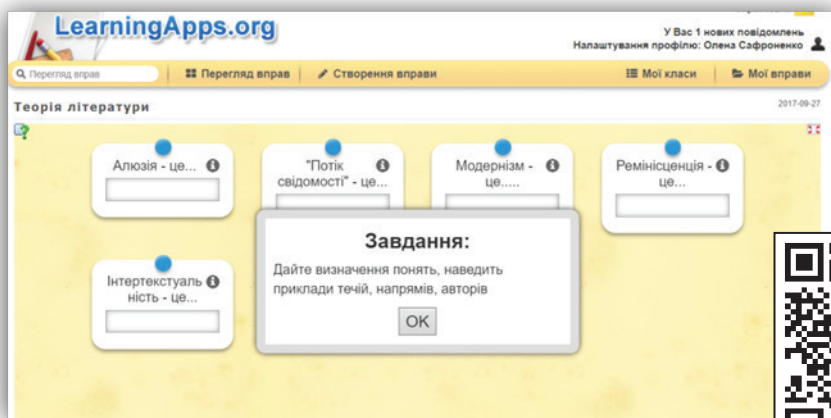 LearningApps.org
У Вас 1 нових повідомлень
Налаштування профілю: Олена Сафроненко
Перегляд вправ
Перегляд вправ
Створення вправи
Мої класи
Мої вправи
Теорія літератури
2017-09-27
Алюзія - це...
"Потік
свідомості" - це...
Модернізм -
це.....
Ремінісценція -
це...
Інтертекстуаль
ність - це...
Завдання:
Дайте визначення понять, наведить
приклади течій, напрямів, авторів
OK